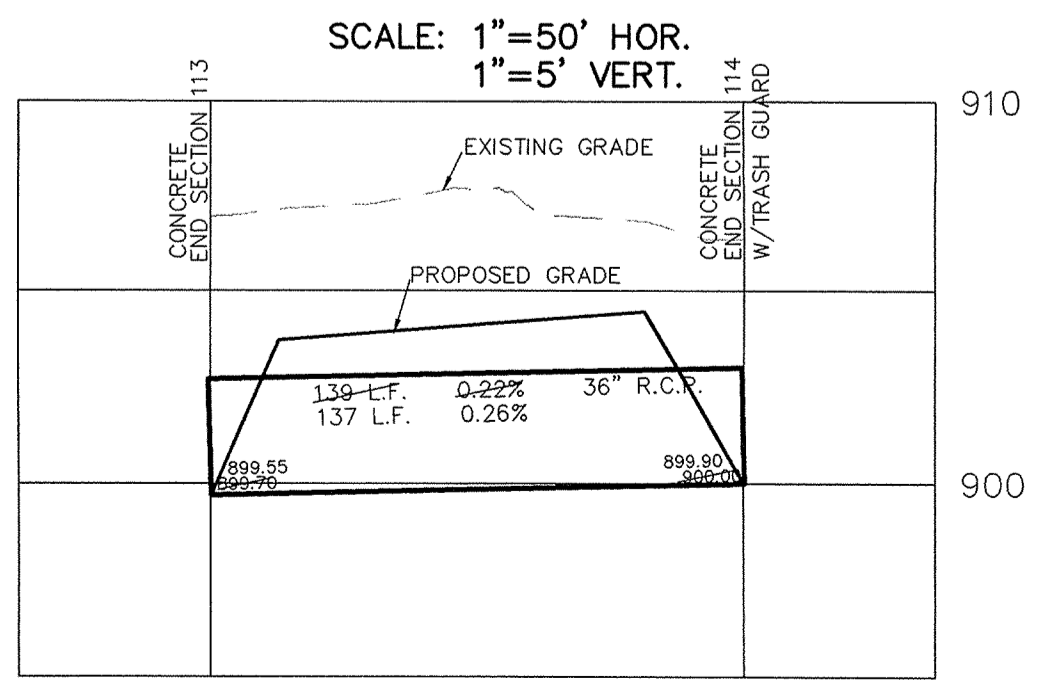 SCALE: 1"=50' HOR.
1"=5' VERT.
CONCRETE
END SECTION 113
CONCRETE
END SECTION 114
W/TRASH GUARD
910
EXISTING GRADE
PROPOSED GRADE
139 L.F. 0.22% 36" R.C.P.
137 L.F. 0.26%
899.55
899.70
899.90
900.00
900